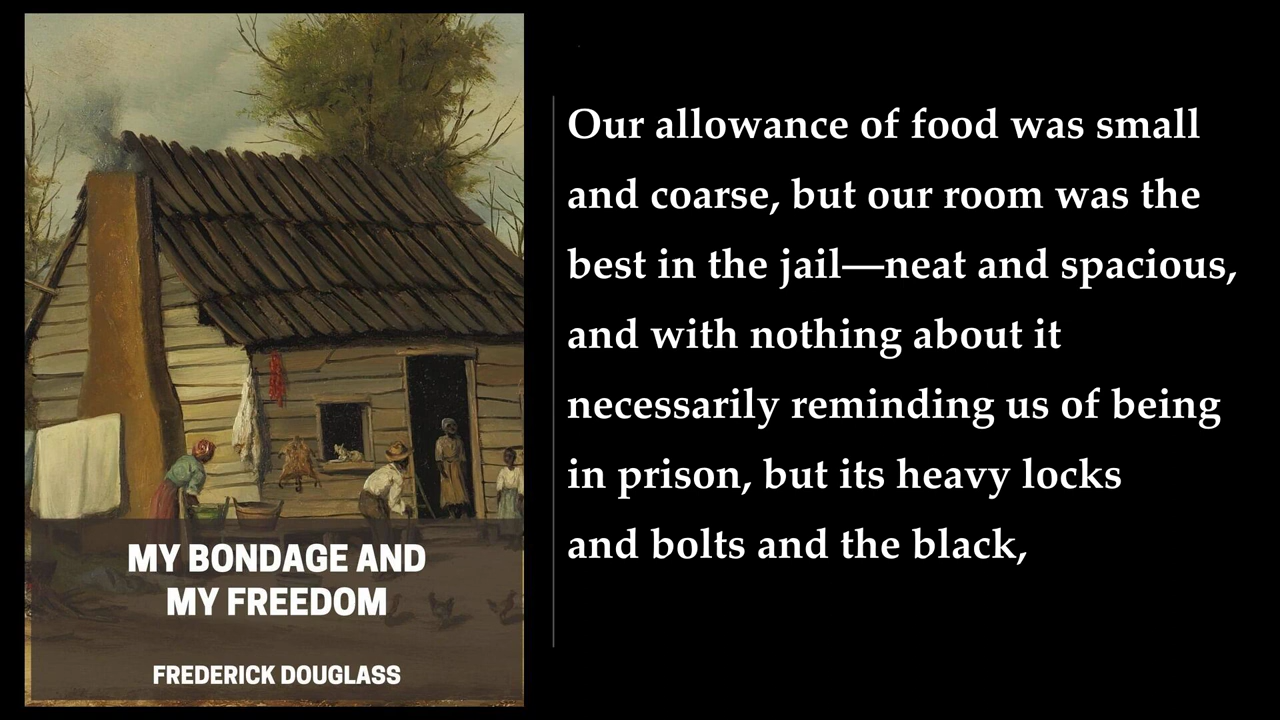 MY BONDAGE AND
MY FREEDOM
FREDERICK DOUGLASS
Our allowance of food was small
and coarse, but our room was the
best in the jail—neat and spacious,
and with nothing about it
necessarily reminding us of being
in prison, but its heavy locks
and bolts and the black,